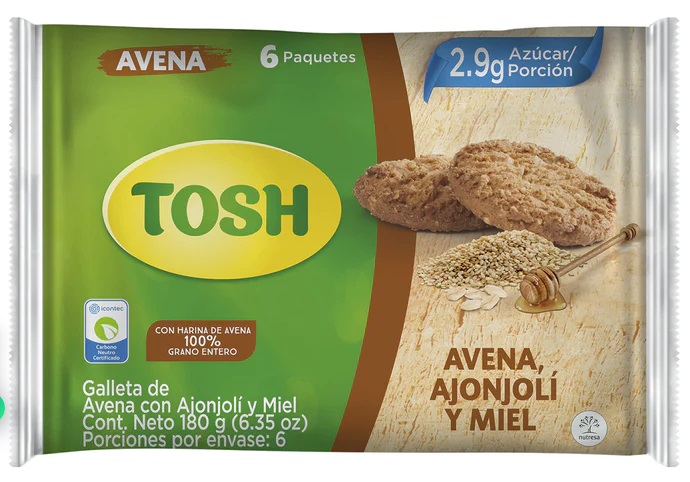 AVENA
6 Paquetes
2.9g Azúcar/
Porción
TOSH
icontec
Carbono
Neutro
Certificado
CON HARINA DE AVENA
100%
GRANO ENTERO
Galleta de
Avena con Ajonjolí y Miel
Cont. Neto 180 g (6.35 oz)
Porciones por envase: 6
AVENA,
AJONJOLÍ
Y MIEL
nutresa